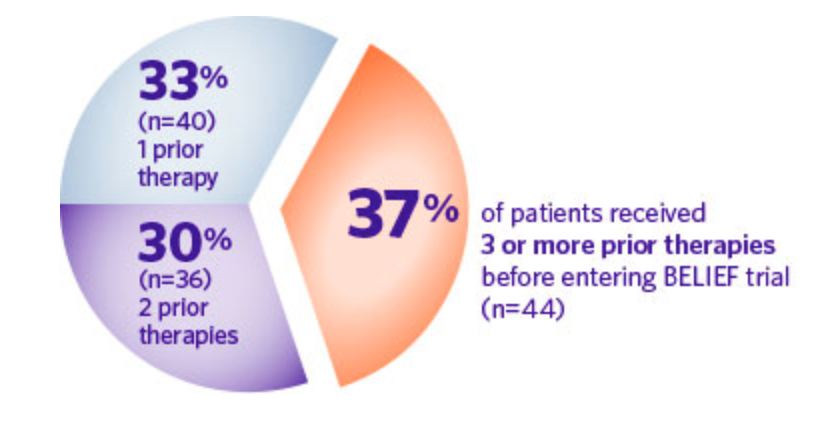 33%
(n=40)
1 prior
therapy
30%
(n=36)
2 prior
therapies
37% of patients received
3 or more prior therapies
before entering BELIEF trial
(n=44)